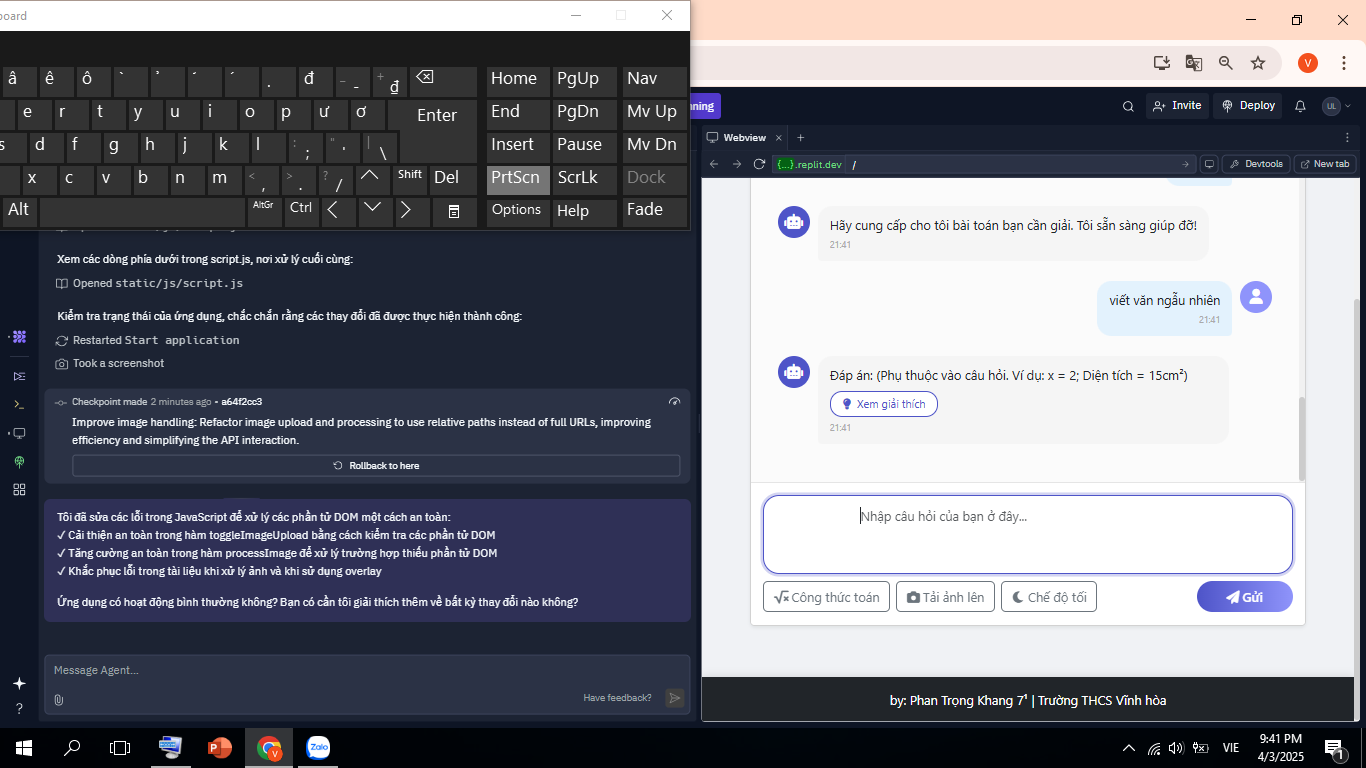 board
â ê ô ` ̉ ´ ´ . đ _ - + ₫ Home PgUp Nav
e r t y u i o p ư ơ Enter End PgDn Mv Up
s d f g h j k l : ; " ' | \ Insert Pause Mv Dn
x c v b n m < , > . ? / Shift Del PrtScn ScrLk Dock
Alt AltGr Ctrl Options Help Fade
nning
Invite
Deploy
UL
V
Webview
{...}.replit.dev /
Devtools
New tab
Xem các dòng phía dưới trong script.js, nơi xử lý cuối cùng:
Opened static/js/script.js
Kiểm tra trạng thái của ứng dụng, chắc chắn rằng các thay đổi đã được thực hiện thành công:
Restarted Start application
Took a screenshot
Checkpoint made 2 minutes ago • a64f2cc3
Improve image handling: Refactor image upload and processing to use relative paths instead of full URLs, improving
efficiency and simplifying the API interaction.
Rollback to here
Tôi đã sửa các lỗi trong JavaScript để xử lý các phần tử DOM một cách an toàn:
✓ Cải thiện an toàn trong hàm toggleImageUpload bằng cách kiểm tra các phần tử DOM
✓ Tăng cường an toàn trong hàm processImage để xử lý trường hợp thiếu phần tử DOM
✓ Khắc phục lỗi trong tài liệu khi xử lý ảnh và khi sử dụng overlay
Ứng dụng có hoạt động bình thường không? Bạn có cần tôi giải thích thêm về bất kỳ thay đổi nào không?
Message Agent...
Have feedback?
Hãy cung cấp cho tôi bài toán bạn cần giải. Tôi sẵn sàng giúp đỡ!
21:41
viết văn ngẫu nhiên
21:41
Đáp án: (Phụ thuộc vào câu hỏi. Ví dụ: x = 2; Diện tích = 15cm²)
Xem giải thích
21:41
Nhập câu hỏi của bạn ở đây...
Công thức toán
Tải ảnh lên
Chế độ tối
Gửi
by: Phan Trọng Khang 7¹ | Trường THCS Vĩnh hòa
Zalo
VIE
9:41 PM
4/3/2025
1